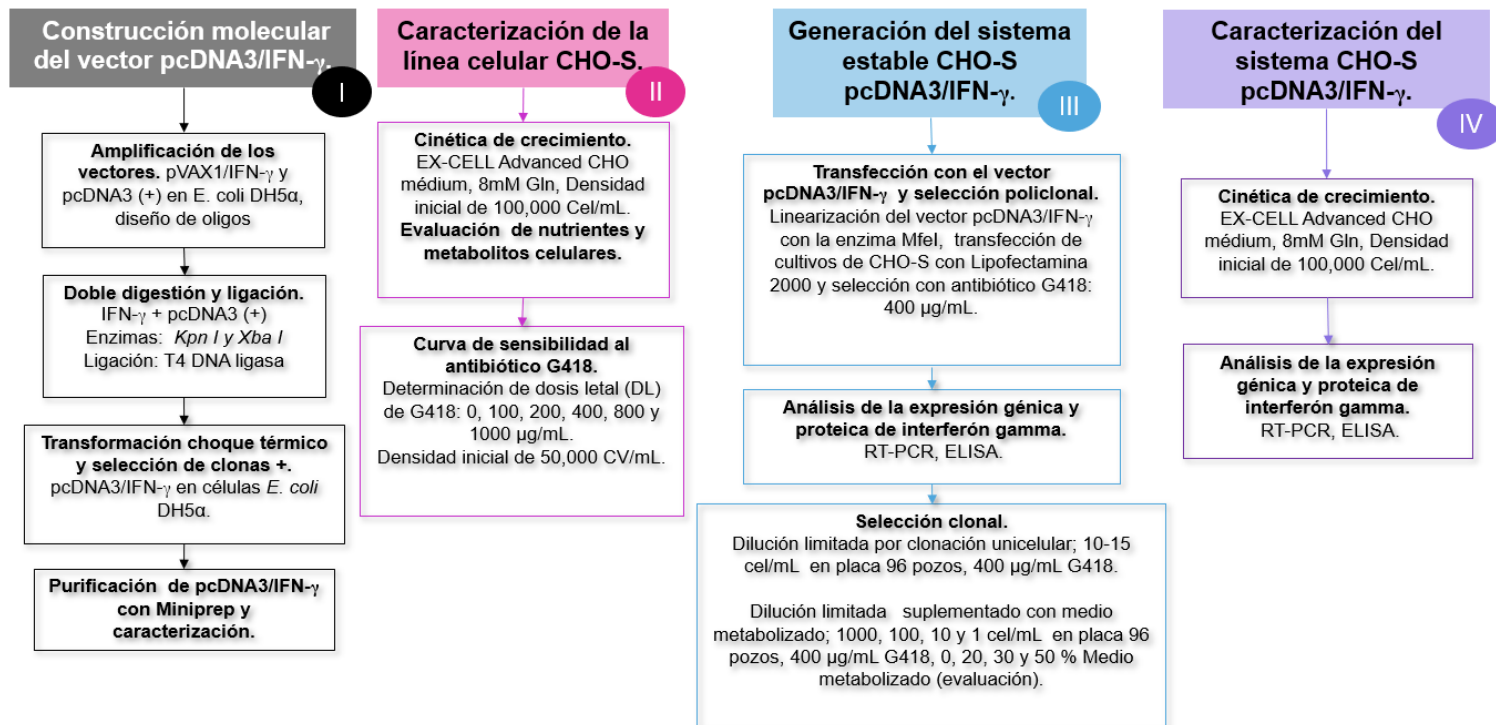 Construcción molecular
del vector pcDNA3/IFN-γ.
I
Amplificación de los
vectores. pVAX1/IFN-γ y
pcDNA3 (+) en E. coli DH5α,
diseño de oligos
Doble digestión y ligación.
IFN-γ + pcDNA3 (+)
Enzimas: Kpn I y Xba I
Ligación: T4 DNA ligasa
Transformación choque térmico
y selección de clonas +.
pcDNA3/IFN-γ en células E. coli
DH5α.
Purificación de pcDNA3/IFN-γ
con Miniprep y
caracterización.
Caracterización de la
línea celular CHO-S.
II
Cinética de crecimiento.
EX-CELL Advanced CHO
médium, 8mM Gln, Densidad
inicial de 100,000 Cel/mL.
Evaluación de nutrientes y
metabolitos celulares.
Curva de sensibilidad al
antibiótico G418.
Determinación de dosis letal (DL)
de G418: 0, 100, 200, 400, 800 y
1000 µg/mL.
Densidad inicial de 50,000 CV/mL.
Generación del sistema
estable CHO-S
pcDNA3/IFN-γ.
III
Transfección con el vector
pcDNA3/IFN-γ y selección policlonal.
Linearización del vector pcDNA3/IFN-γ
con la enzima MfeI, transfección de
cultivos de CHO-S con Lipofectamina
2000 y selección con antibiótico G418:
400 µg/mL.
Análisis de la expresión génica y
proteica de interferón gamma.
RT-PCR, ELISA.
Selección clonal.
Dilución limitada por clonación unicelular; 10-15
cel/mL en placa 96 pozos, 400 µg/mL G418.
Dilución limitada suplementado con medio
metabolizado; 1000, 100, 10 y 1 cel/mL en placa 96
pozos, 400 µg/mL G418, 0, 20, 30 y 50 % Medio
metabolizado (evaluación).
Caracterización del
sistema CHO-S
pcDNA3/IFN-γ.
IV
Cinética de crecimiento.
EX-CELL Advanced CHO
médium, 8mM Gln, Densidad
inicial de 100,000 Cel/mL.
Análisis de la expresión
génica y proteica de
interferón gamma.
RT-PCR, ELISA.